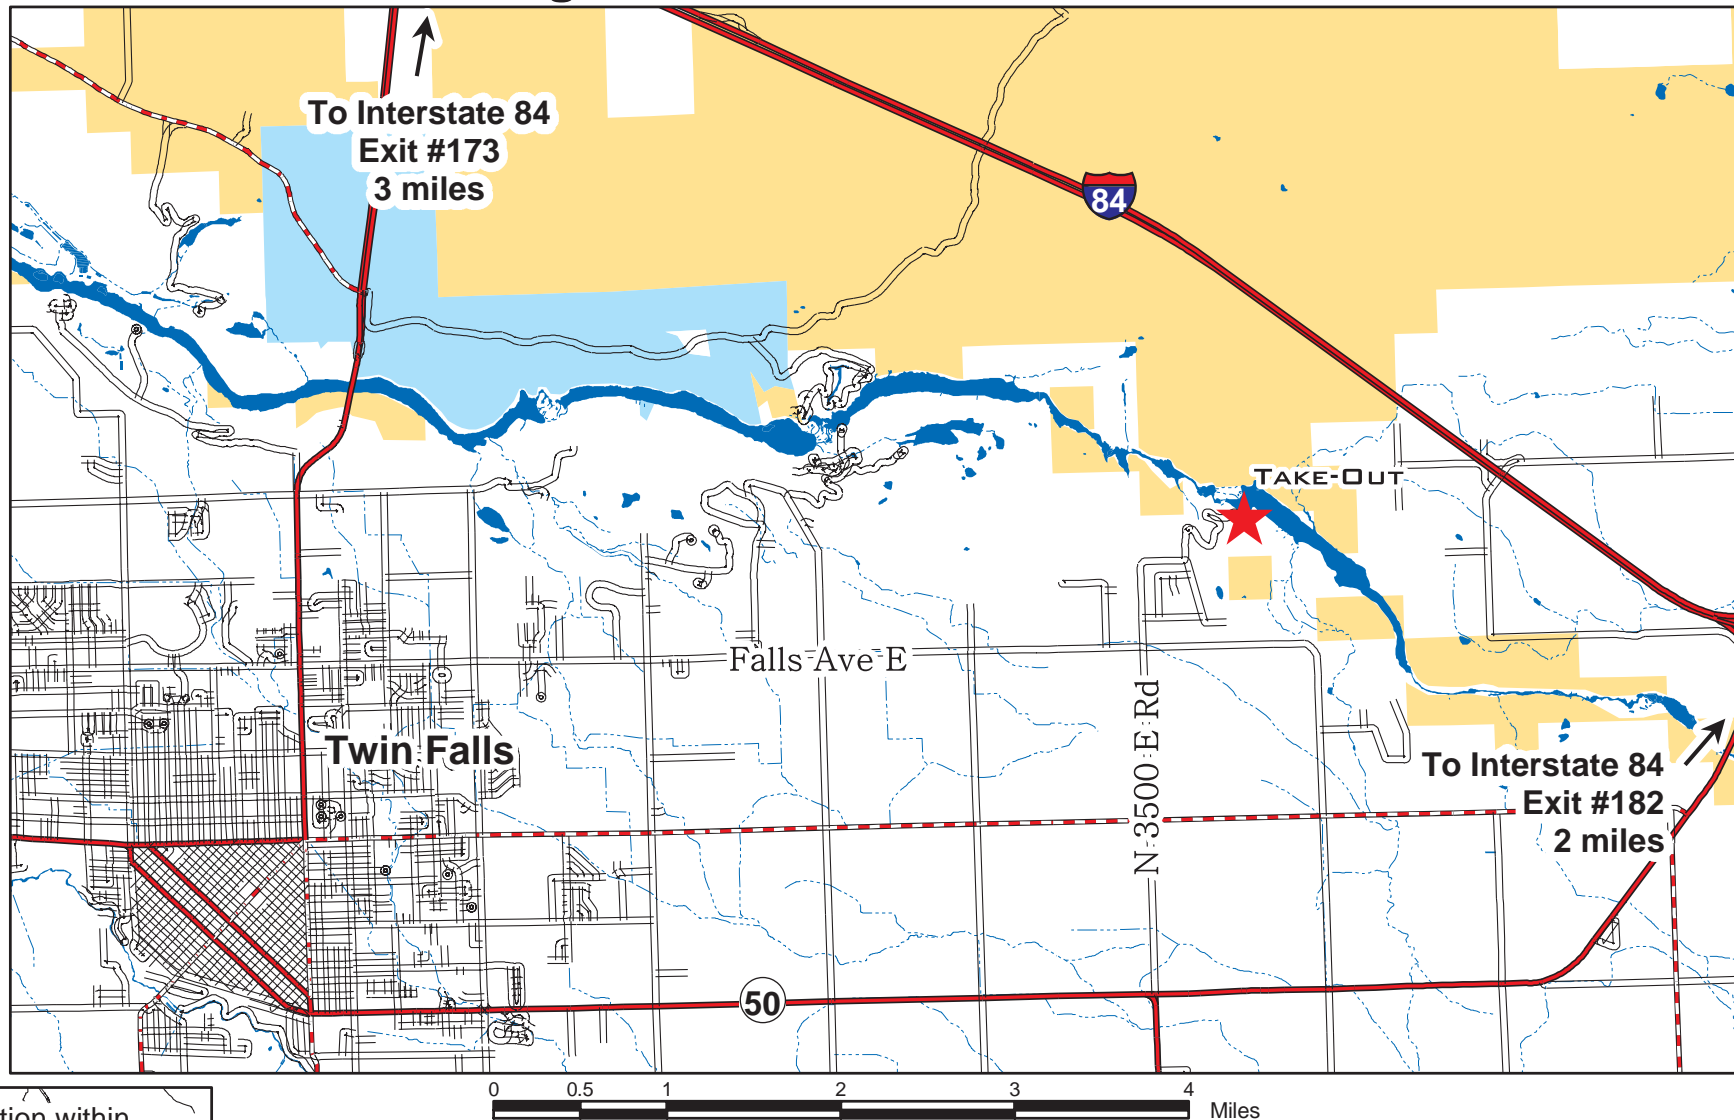 To Interstate 84
Exit #173
3 miles
84
TAKE-OUT
Falls Ave E
N 3500 E Rd
Twin Falls
To Interstate 84
Exit #182
2 miles
50
0 0.5 1 2 3 4
Miles
within